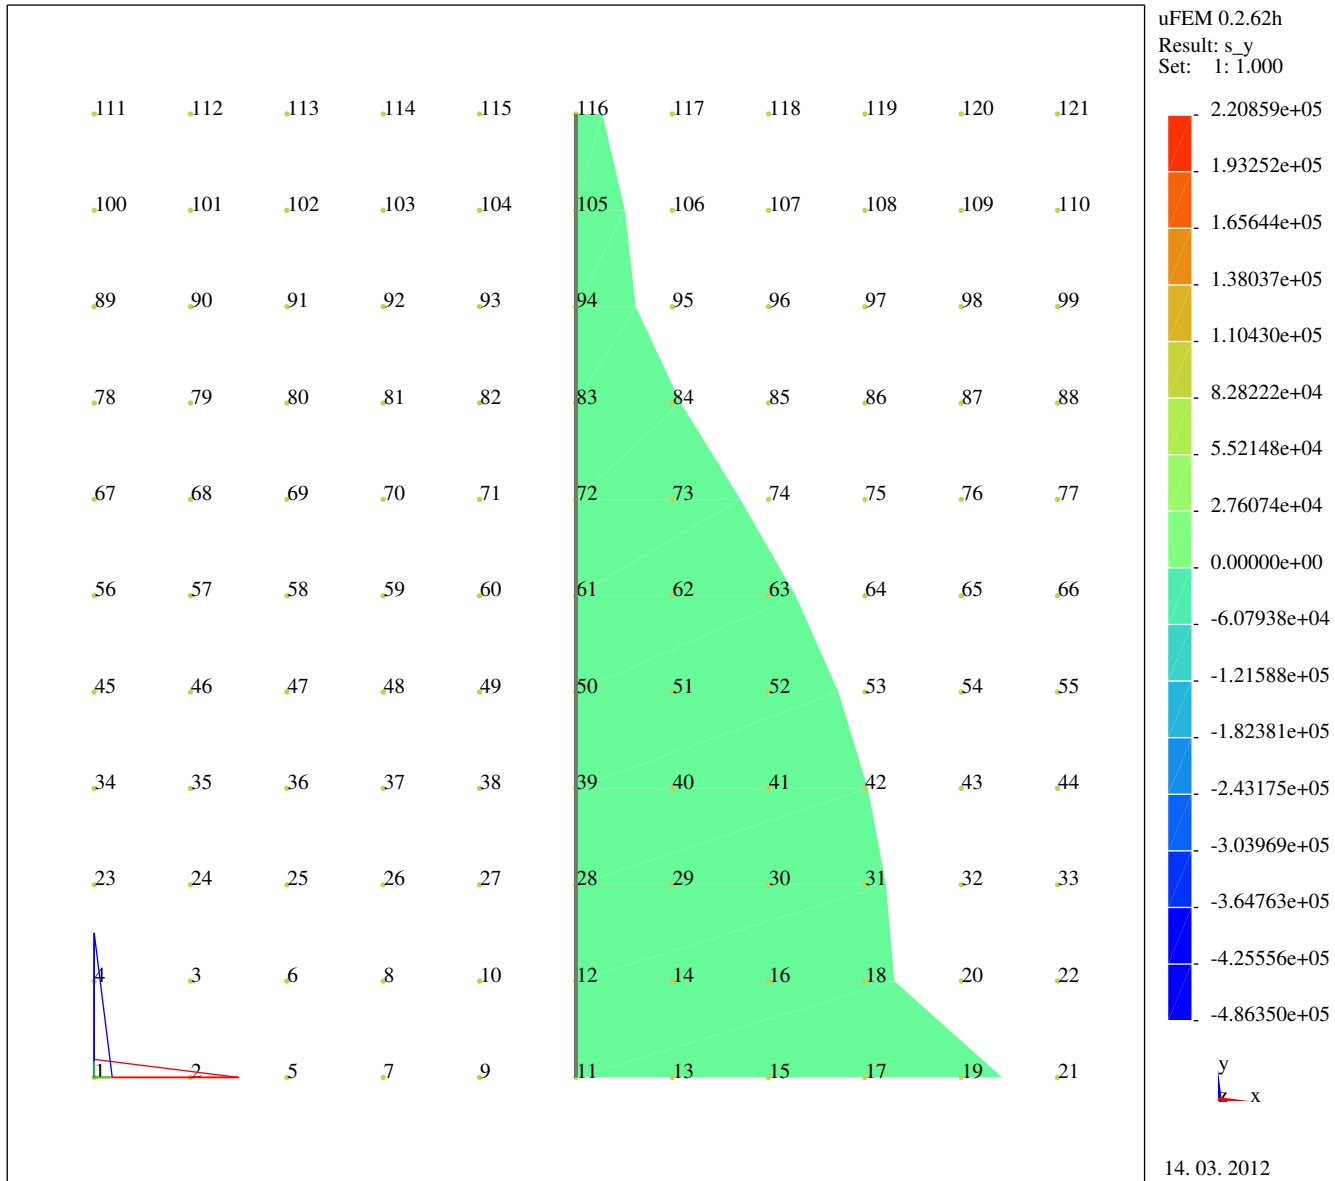 uFEM 0.2.62h
Result: s_y
Set: 1: 1.000
111 112 113 114 115 116 117 118 119 120 121
100 101 102 103 104 105 106 107 108 109 110
89 90 91 92 93 94 95 96 97 98 99
78 79 80 81 82 83 84 85 86 87 88
67 68 69 70 71 72 73 74 75 76 77
56 57 58 59 60 61 62 63 64 65 66
45 46 47 48 49 50 51 52 53 54 55
34 35 36 37 38 39 40 41 42 43 44
23 24 25 26 27 28 29 30 31 32 33
4 3 6 8 10 12 14 16 18 20 22
1 2 5 7 9 11 13 15 17 19 21
2.20859e+05
1.93252e+05
1.65644e+05
1.38037e+05
1.10430e+05
8.28222e+04
5.52148e+04
2.76074e+04
0.00000e+00
-6.07938e+04
-1.21588e+05
-1.82381e+05
-2.43175e+05
-3.03969e+05
-3.64763e+05
-4.25556e+05
-4.86350e+05
y
z x
14. 03. 2012